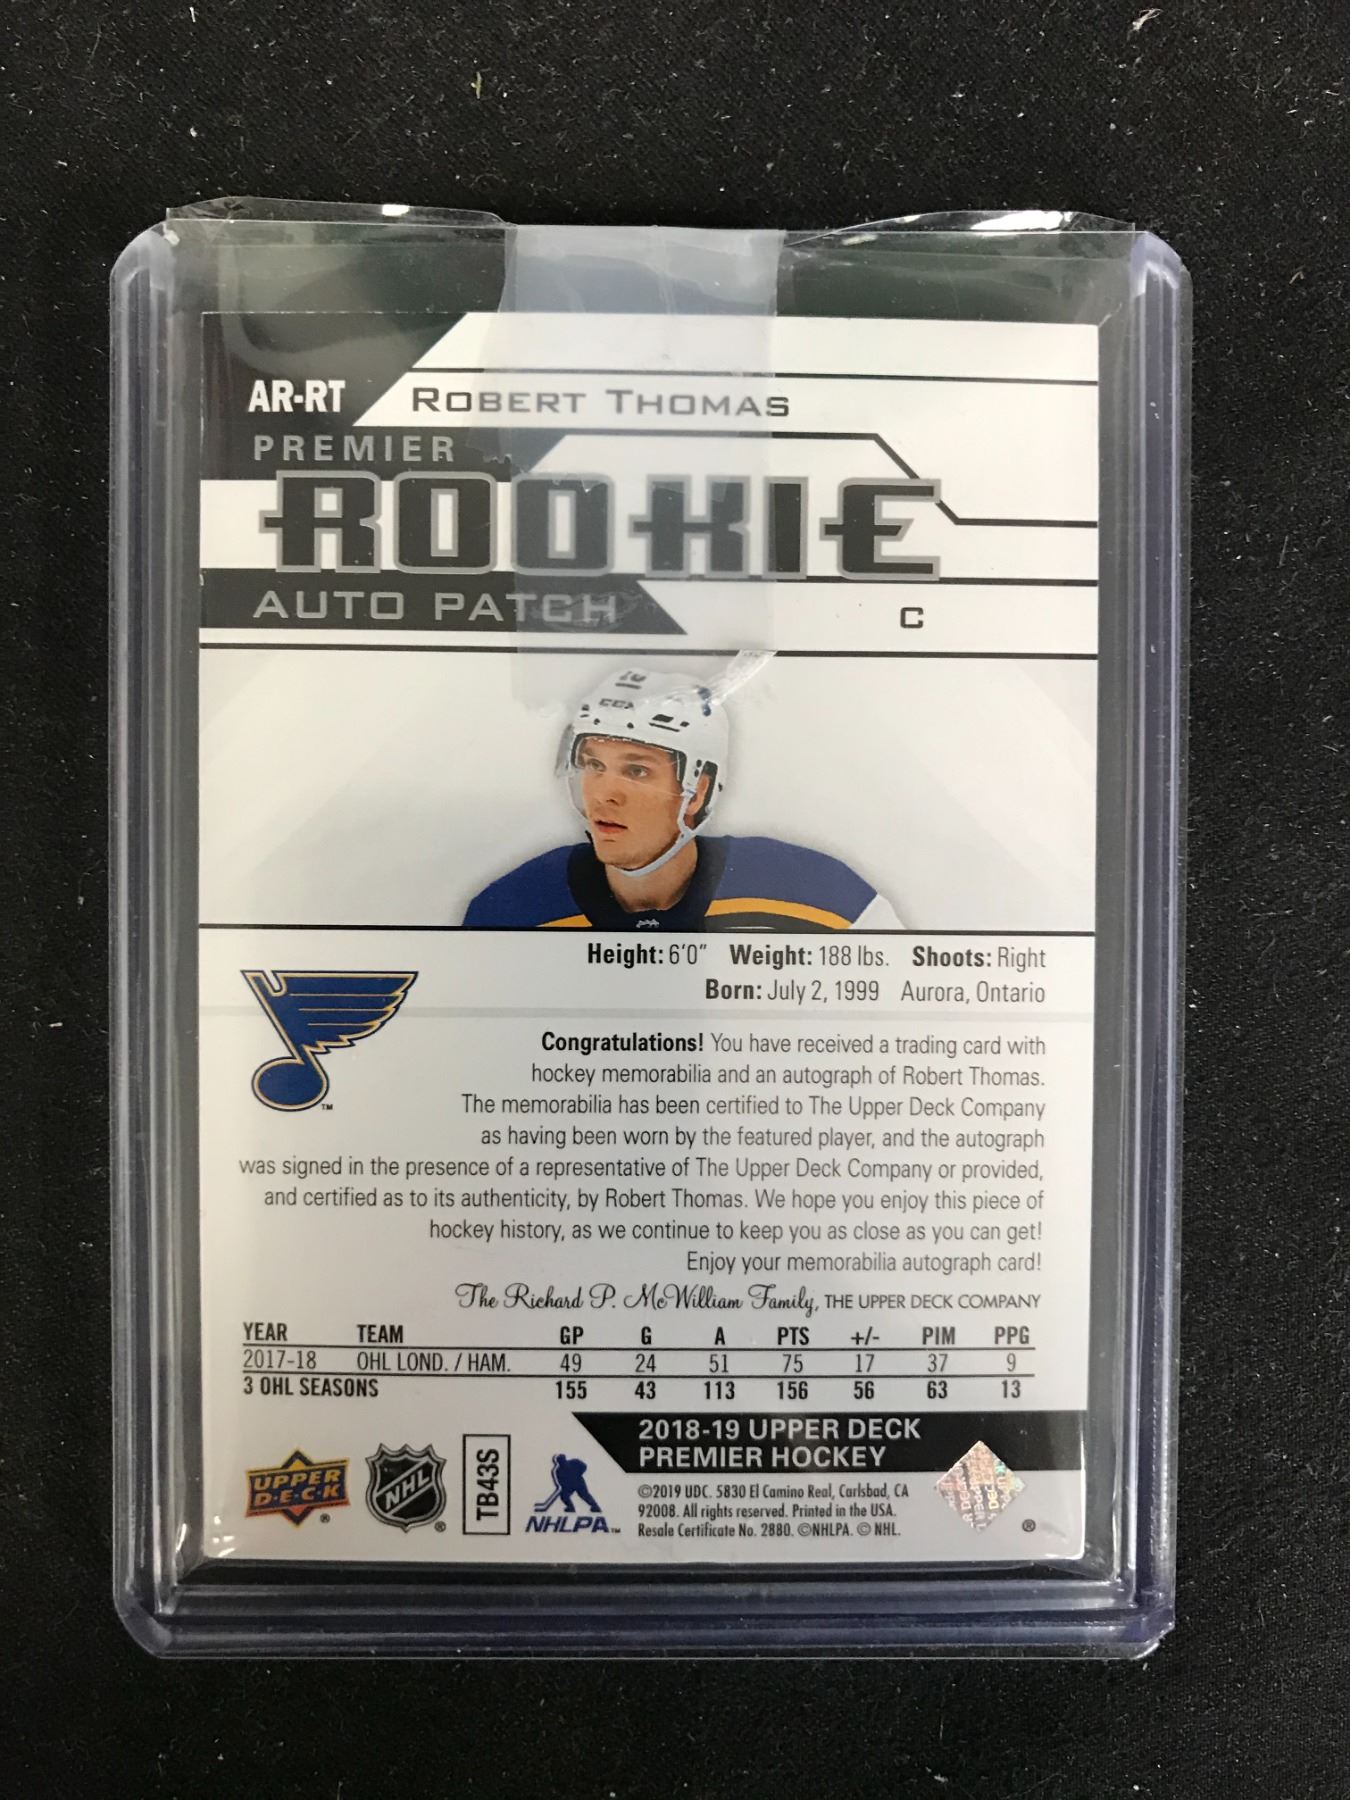 AR-RT ROBERT THOMAS
PREMIER
ROOKIE
AUTO PATCH C
Height: 6'0" Weight: 188 lbs. Shoots: Right
Born: July 2, 1999 Aurora, Ontario
Congratulations! You have received a trading card with
hockey memorabilia and an autograph of Robert Thomas.
The memorabilia has been certified to The Upper Deck Company
as having been worn by the featured player, and the autograph
was signed in the presence of a representative of The Upper Deck Company or provided,
and certified as to its authenticity, by Robert Thomas. We hope you enjoy this piece of
hockey history, as we continue to keep you as close as you can get!
Enjoy your memorabilia autograph card!
The Richard P. McWilliam Family, THE UPPER DECK COMPANY
YEAR TEAM GP G A PTS +/- PIM PPG
2017-18 OHL LOND. / HAM. 49 24 51 75 17 37 9
3 OHL SEASONS 155 43 113 156 56 63 13
2018-19 UPPER DECK
PREMIER HOCKEY
UPPER
D·E·C·K ®
NHL ®
TB43S
NHLPA™
©2019 UDC. 5830 El Camino Real, Carlsbad, CA
92008. All rights reserved. Printed in the USA.
Resale Certificate No. 2880. ©NHLPA. © NHL.
®
TM